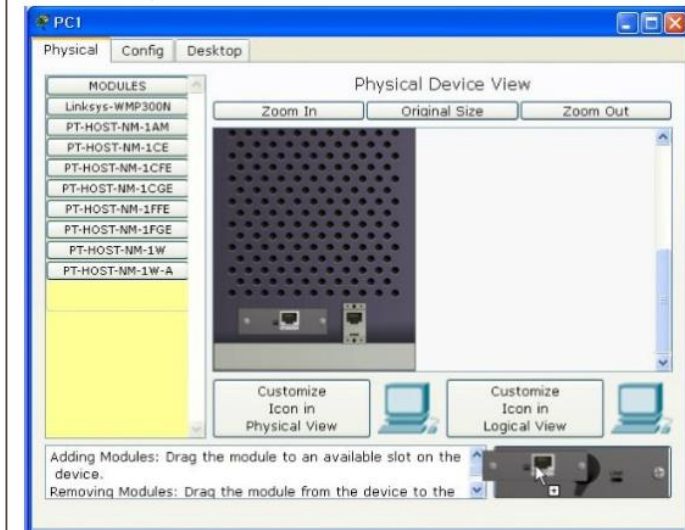 PC1
Physical Config Desktop
MODULES
Linksys-WMP300N
PT-HOST-NM-1AM
PT-HOST-NM-1CE
PT-HOST-NM-1CFE
PT-HOST-NM-1CGE
PT-HOST-NM-1FFE
PT-HOST-NM-1FGE
PT-HOST-NM-1W
PT-HOST-NM-1W-A
Physical Device View
Zoom In Original Size Zoom Out
Customize
Icon in
Physical View
Customize
Icon in
Logical View
Adding Modules: Drag the module to an available slot on the
device.
Removing Modules: Drag the module from the device to the